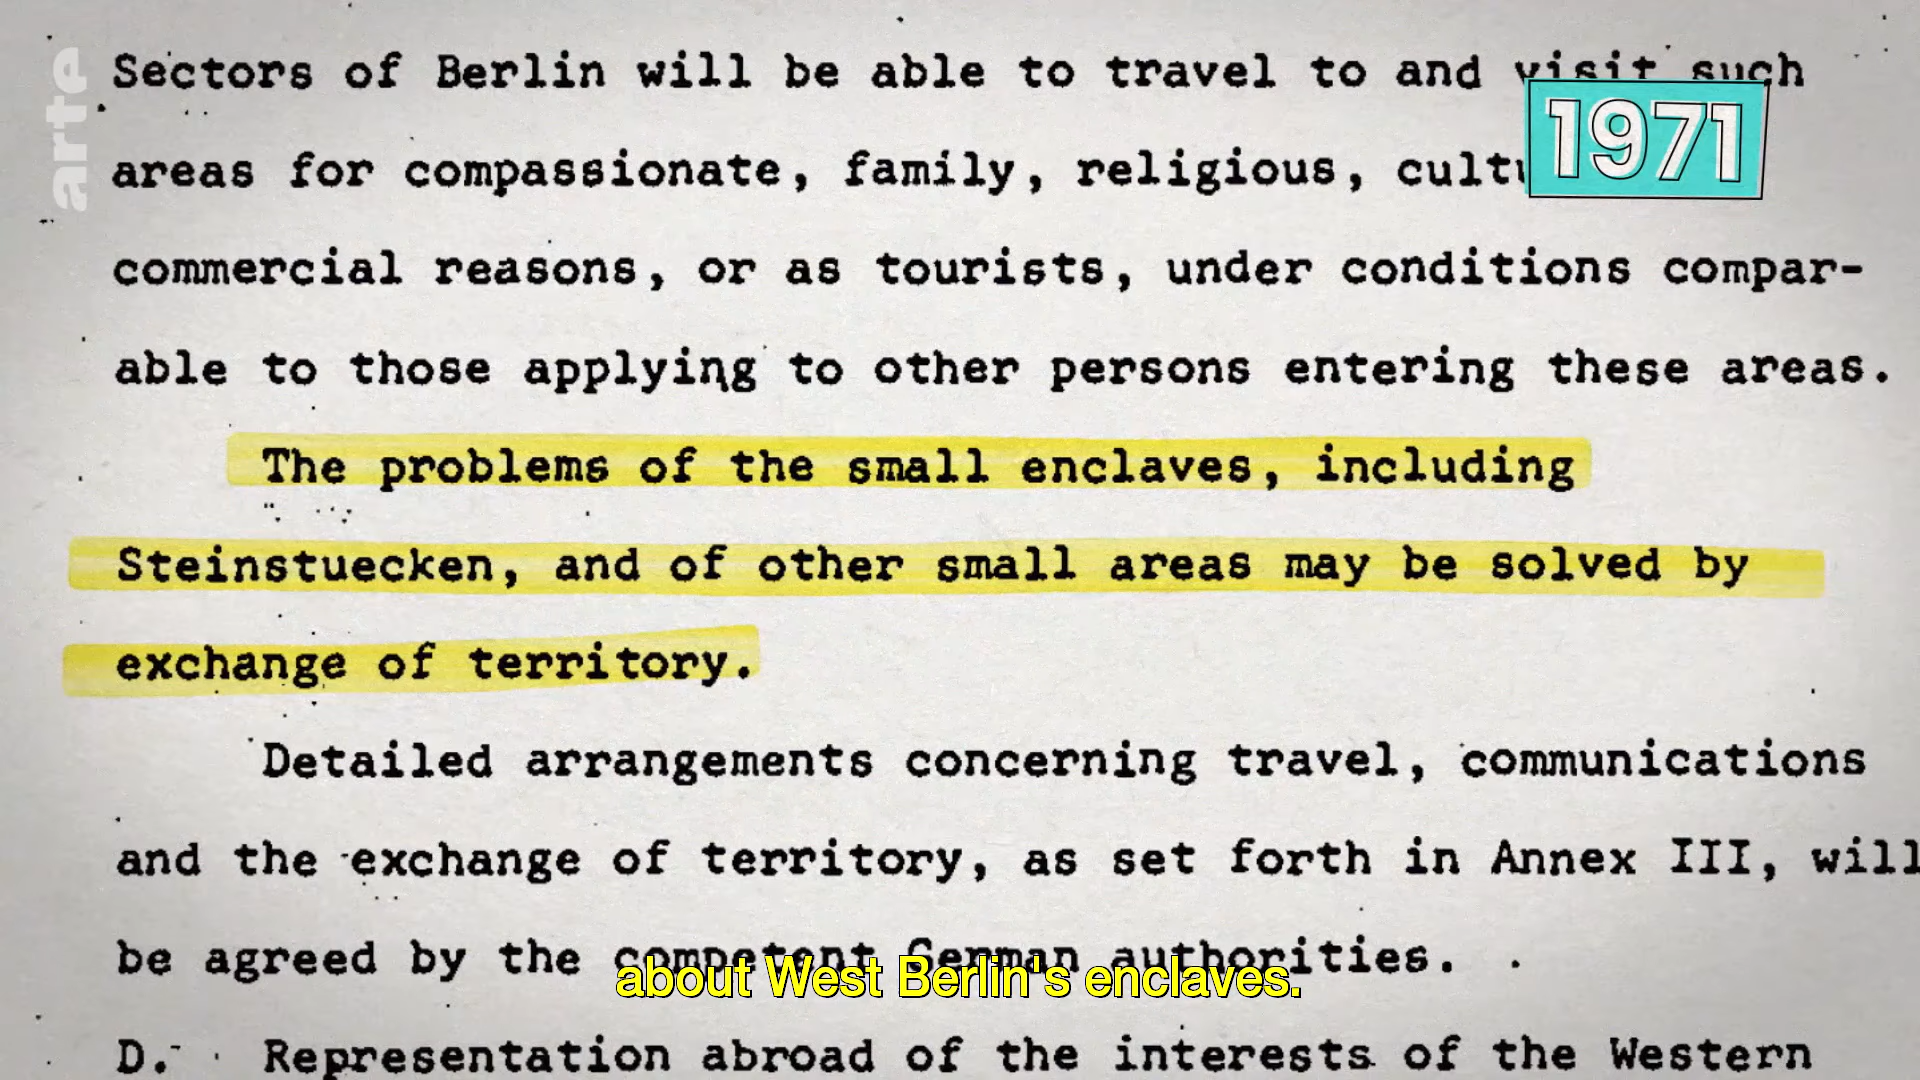 arte
Sectors of Berlin will be able to travel to and visit such
1971
areas for compassionate, family, religious,
commercial reasons, or as tourists, under conditions compar-
able to those applying to other persons entering these areas.
The problems of the small enclaves, including
Steinstuecken, and of other small areas may be solved by
exchange of territory.
Detailed arrangements concerning travel, communications
and the exchange of territory, as set forth in Annex III, will
be agreed by the competent German authorities.
about West Berlin's enclaves.
D. Representation abroad of the interests of the Western